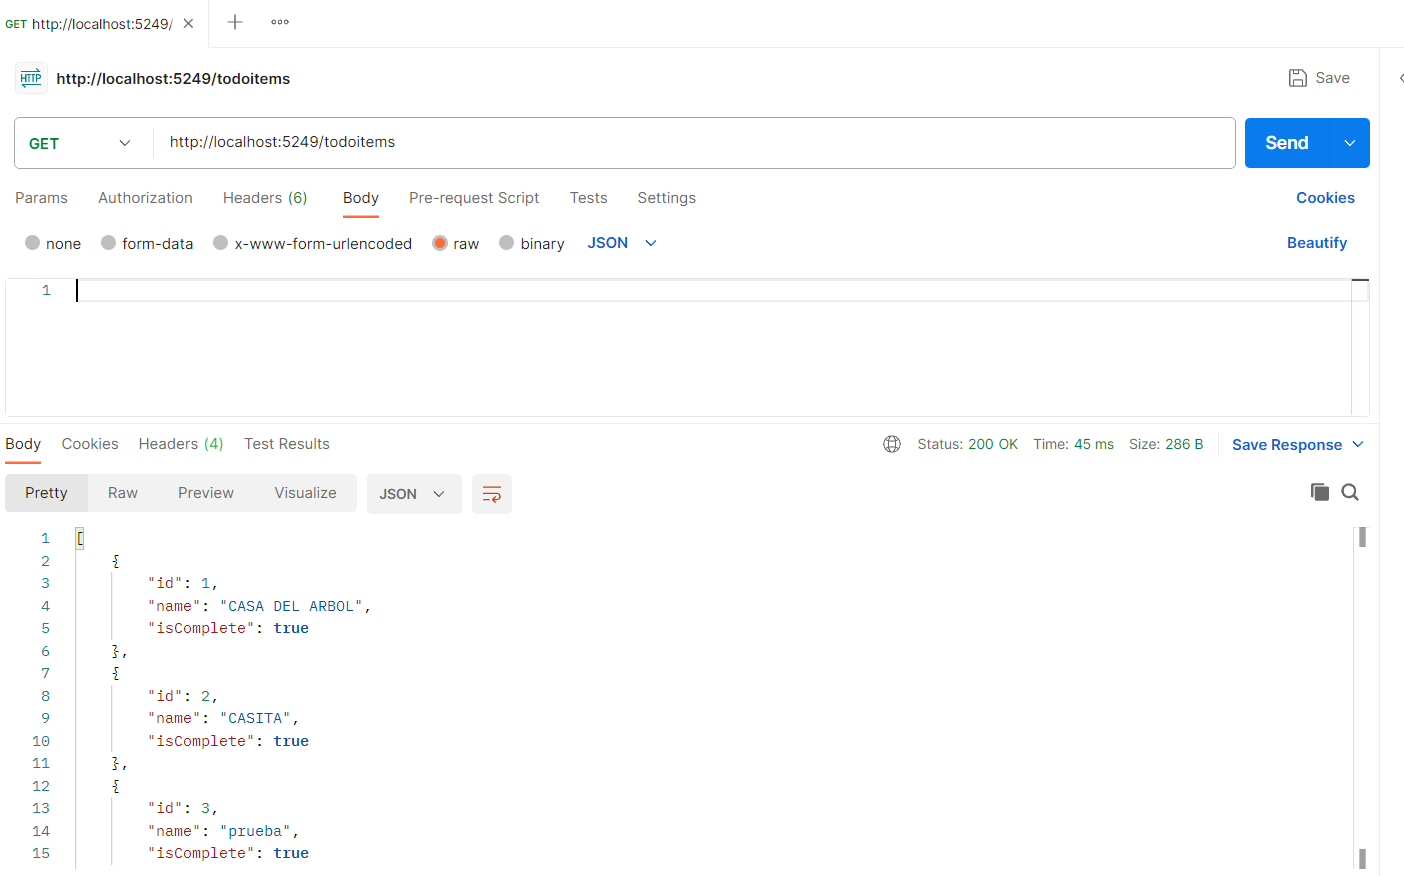 GET http://localhost:5249/
HTTP http://localhost:5249/todoitems Save
GET http://localhost:5249/todoitems Send
Params Authorization Headers (6) Body Pre-request Script Tests Settings Cookies
none form-data x-www-form-urlencoded raw binary JSON Beautify
1
Body Cookies Headers (4) Test Results Status: 200 OK Time: 45 ms Size: 286 B Save Response
Pretty Raw Preview Visualize JSON
1 [
2 {
3 "id": 1,
4 "name": "CASA DEL ARBOL",
5 "isComplete": true
6 },
7 {
8 "id": 2,
9 "name": "CASITA",
10 "isComplete": true
11 },
12 {
13 "id": 3,
14 "name": "prueba",
15 "isComplete": true